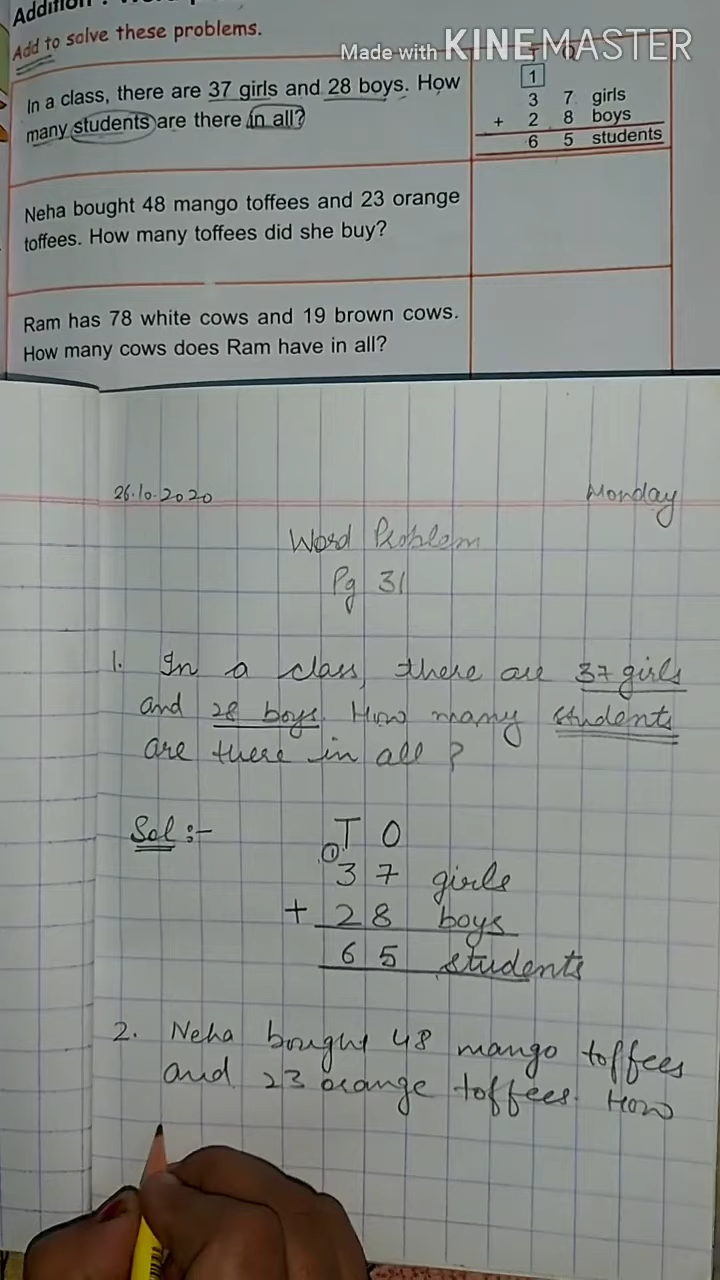 Add to solve these problems.
Made with KINEMASTER
In a class, there are 37 girls and 28 boys. How
many students are there in all?
1
3 7 girls
+ 2 8 boys
6 5 students
Neha bought 48 mango toffees and 23 orange
toffees. How many toffees did she buy?
Ram has 78 white cows and 19 brown cows.
How many cows does Ram have in all?
26.10.2020 Monday
Word Problem
Pg 31
1. In a class, there are 37 girls
and 28 boys. How many students
are there in all?
Sol :-
T O
1
3 7 girls
+ 2 8 boys
6 5 students
2. Neha bought 48 mango toffees
and 23 orange toffees. How